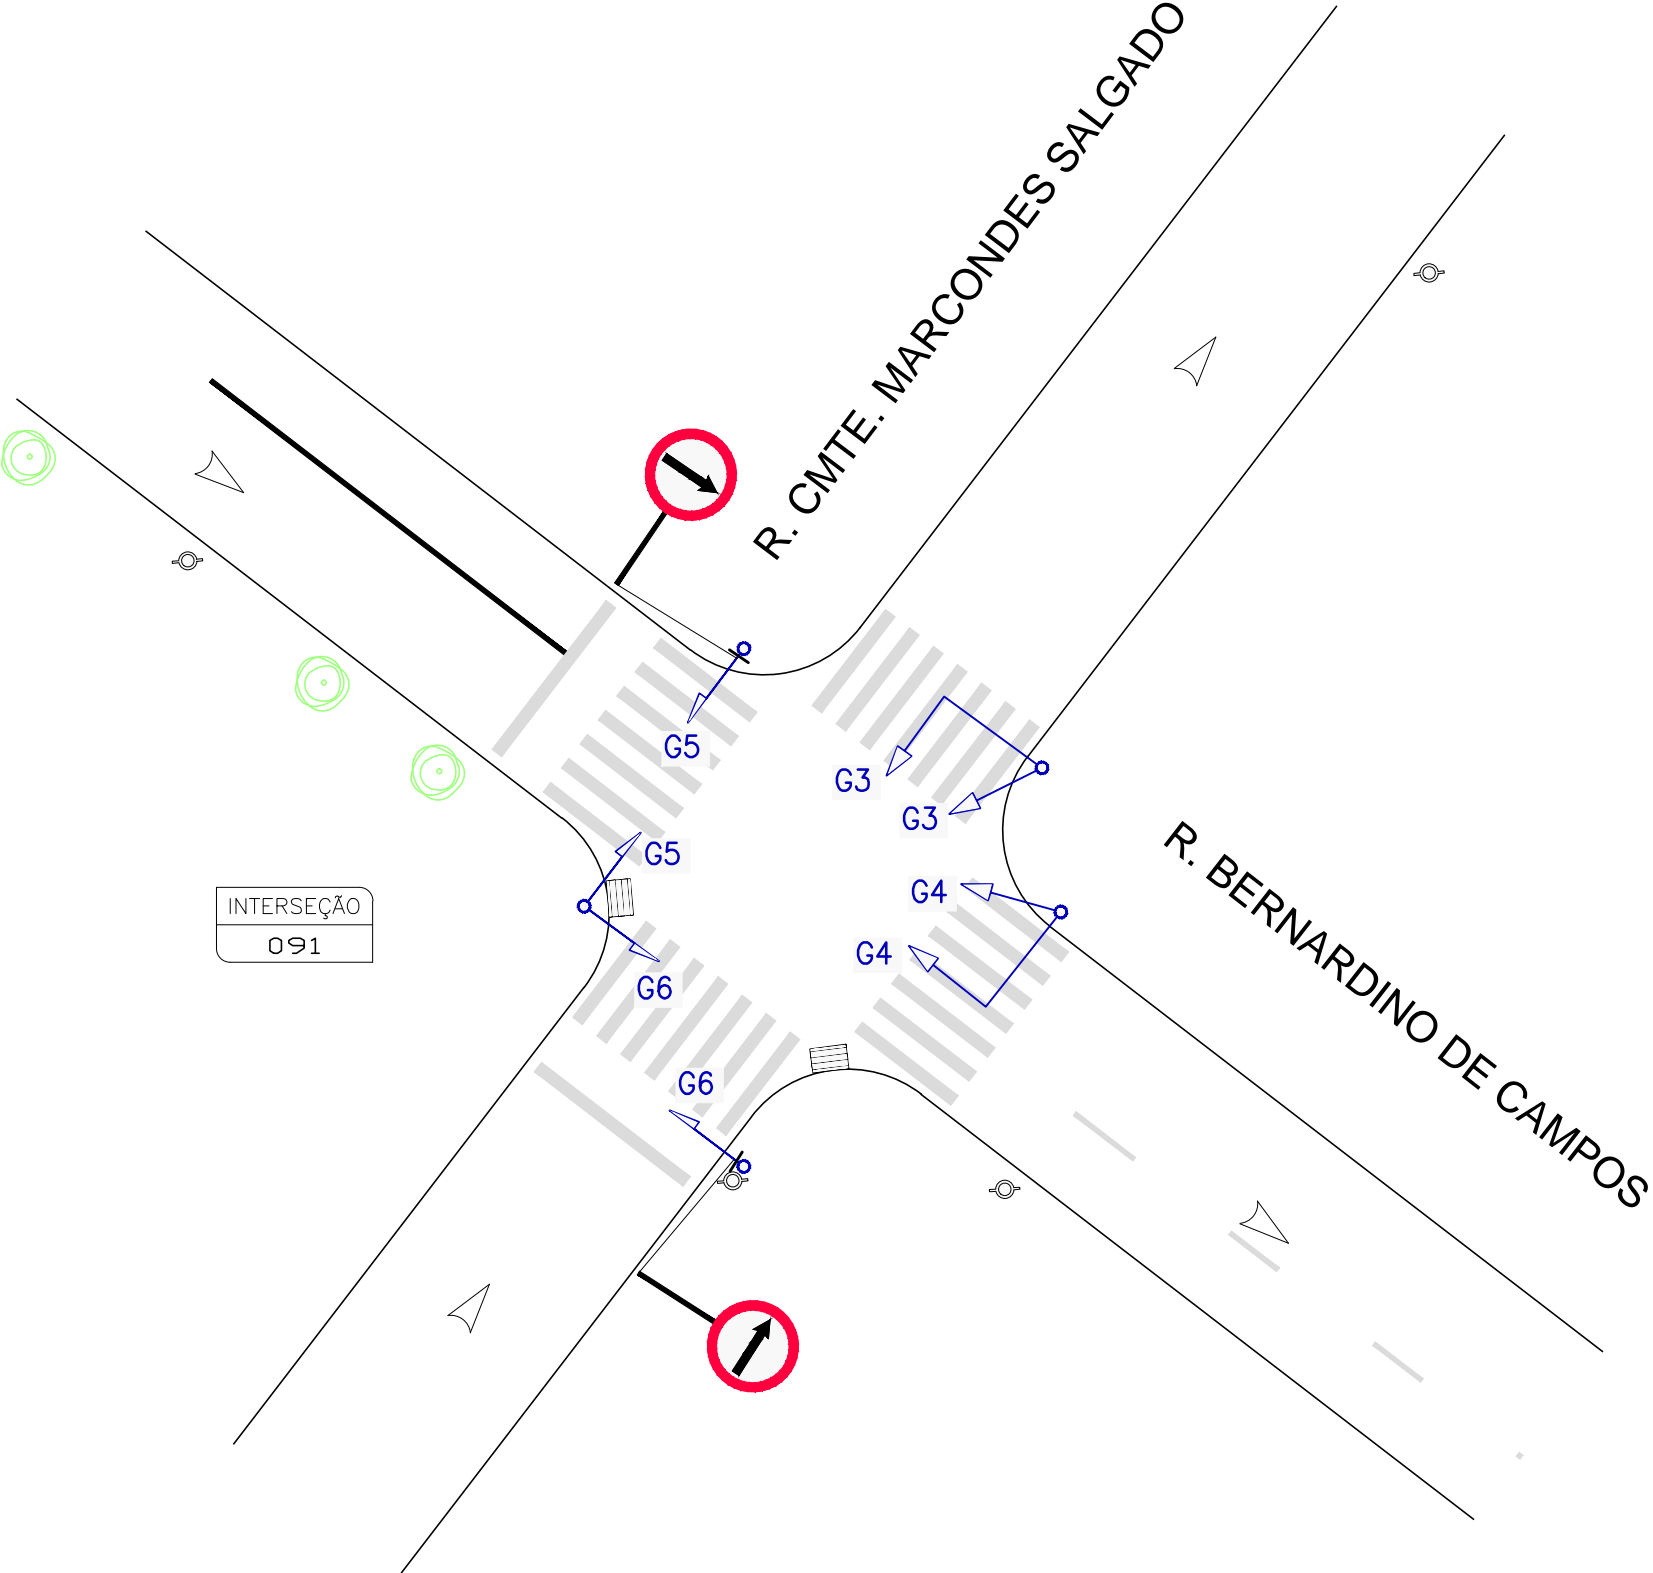 R. CMTE. MARCONDES SALGADO
G5
G3
G3
G5
G4
R. BERNARDINO DE CAMPOS
INTERSEÇÃO
091
G4
G6
G6